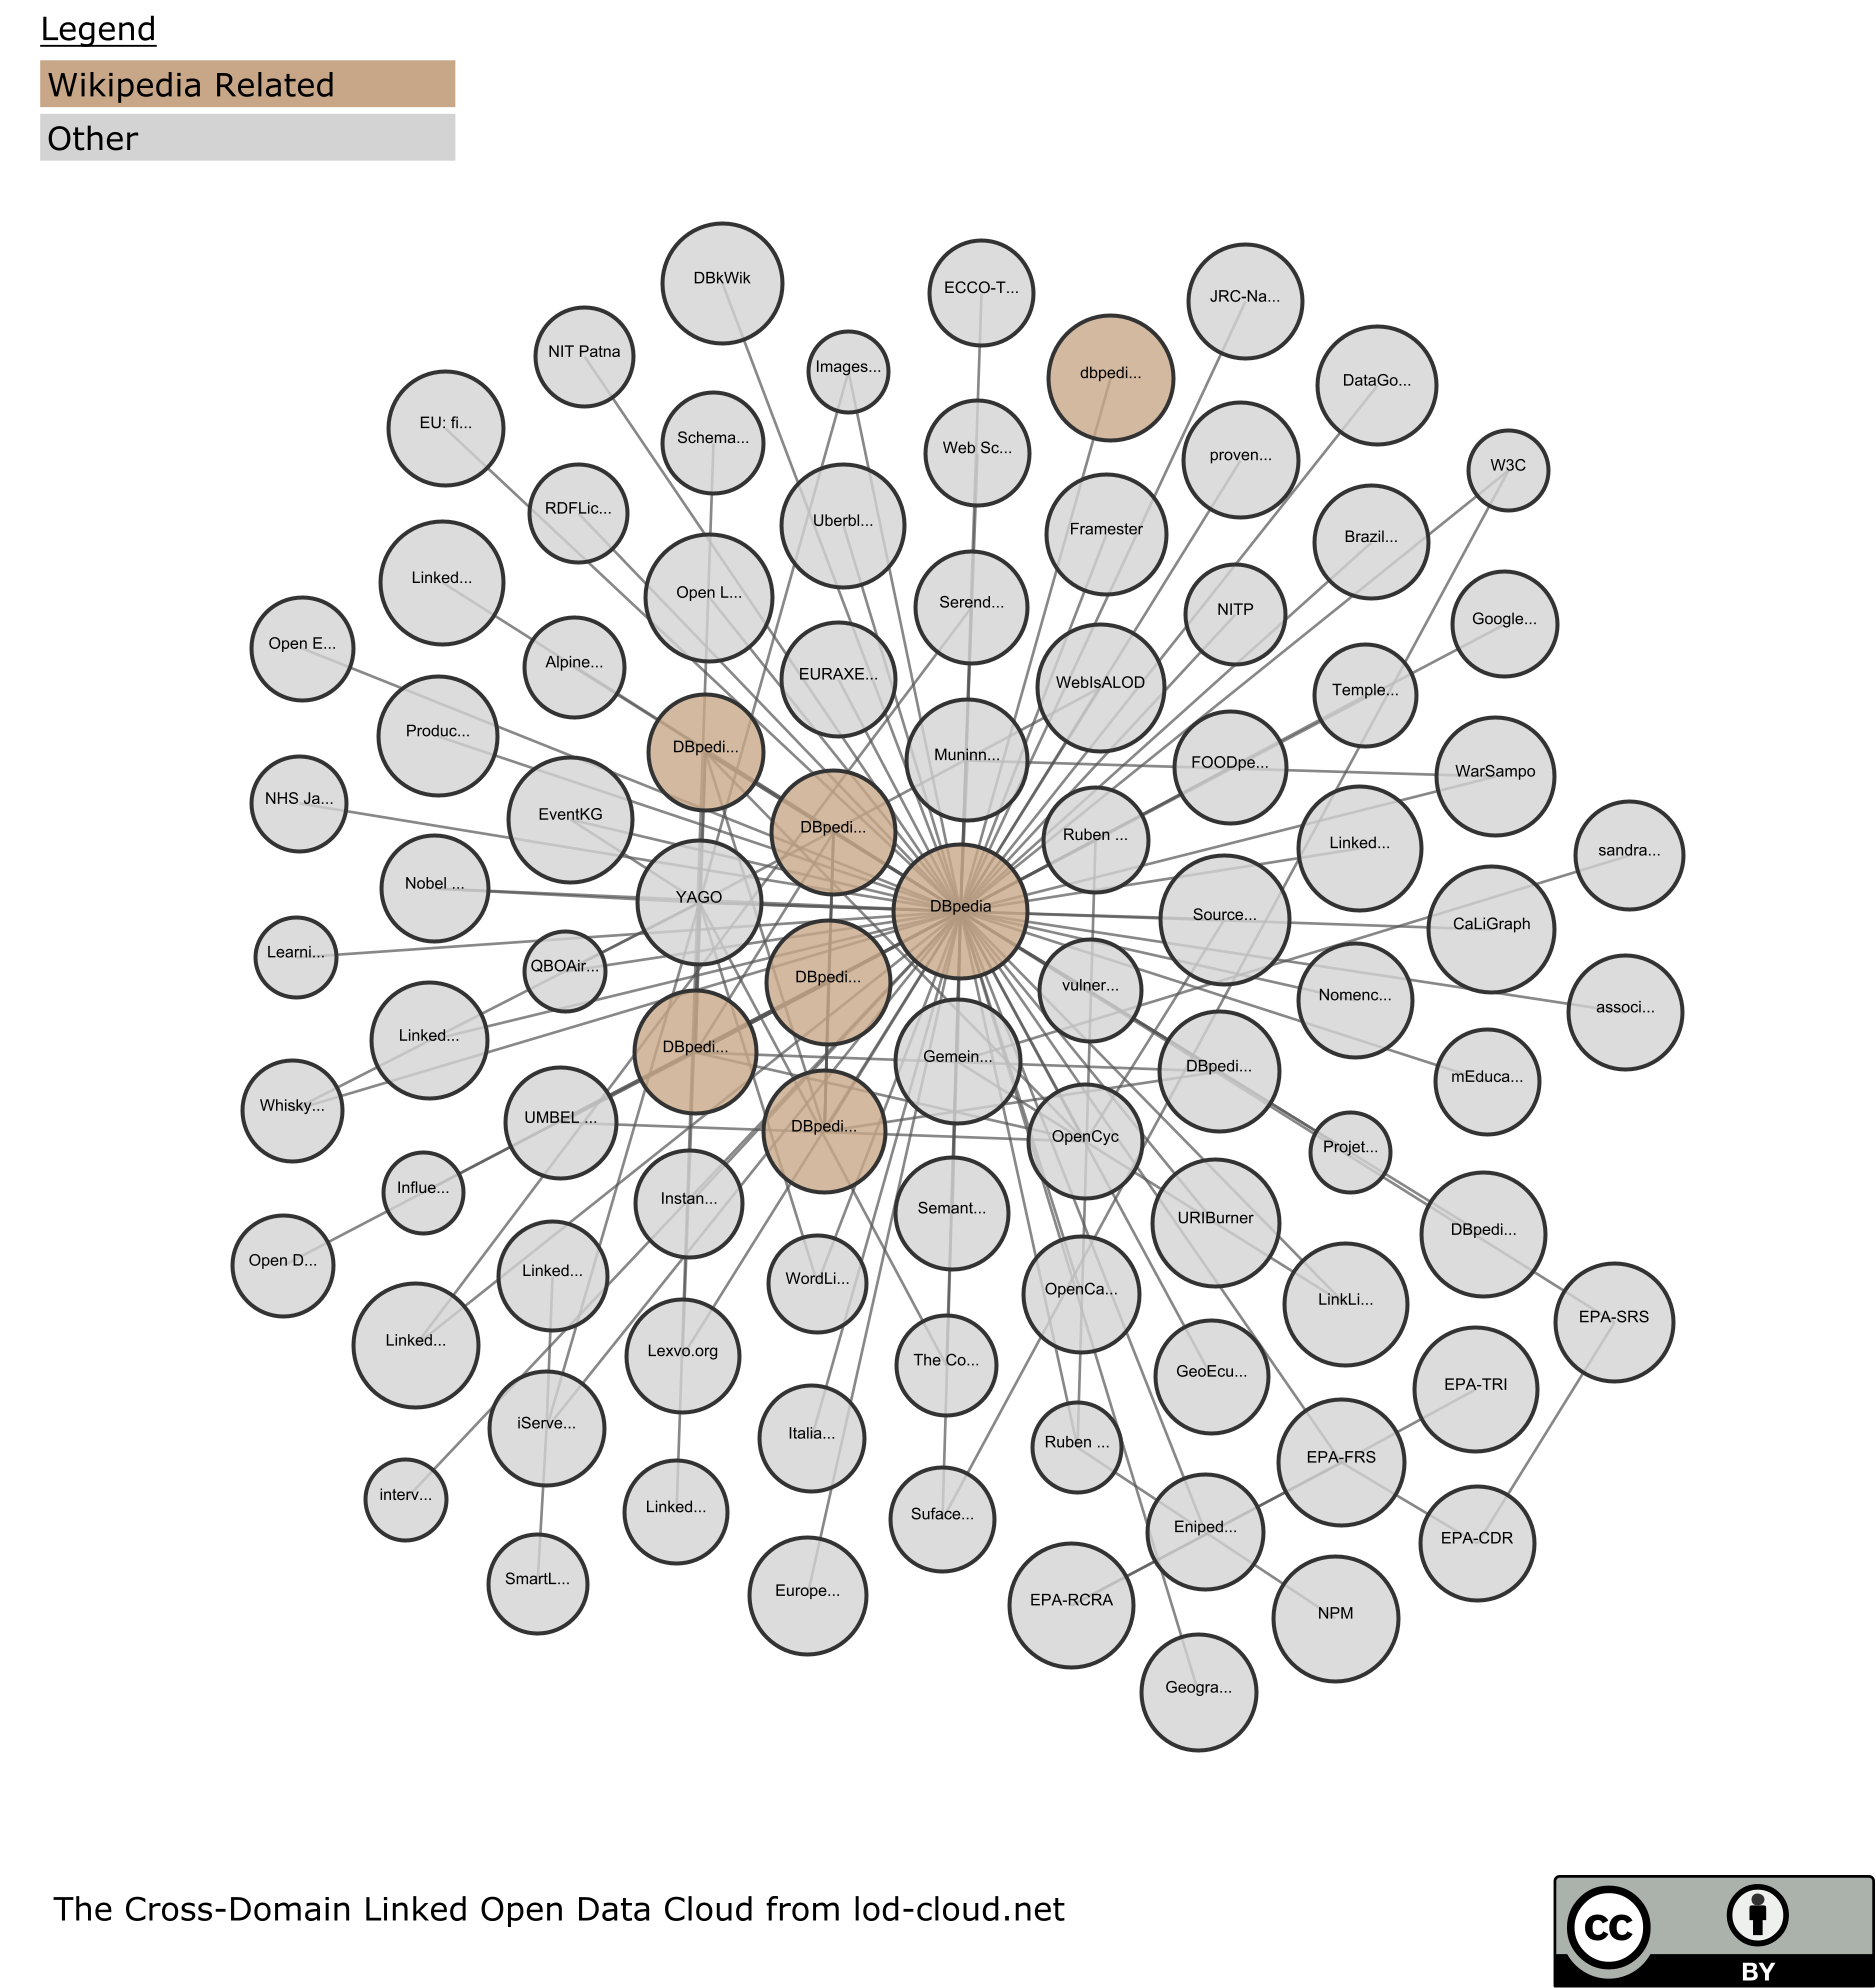 Legend
Wikipedia Related
Other
DBkWik
ECCO-T...
JRC-Na...
NIT Patna
Images...
dbpedi...
DataGo...
EU: fi...
Schema...
Web Sc...
proven...
W3C
RDFLic...
Uberbl...
Framester
Brazil...
Linked...
Open L...
Serend...
NITP
Google...
Open E...
Alpine...
EURAXE...
WebIsALOD
Temple...
Produc...
DBpedi...
Muninn...
FOODpe...
WarSampo
NHS Ja...
EventKG
DBpedi...
Ruben ...
Linked...
sandra...
Nobel ...
YAGO
DBpedia
Source...
CaLiGraph
Learni...
QBOAir...
DBpedi...
vulner...
Nomenc...
associ...
Linked...
DBpedi...
Gemein...
DBpedi...
mEduca...
Whisky...
UMBEL ...
DBpedi...
OpenCyc
Projet...
Influe...
Instan...
Semant...
URIBurner
DBpedi...
Open D...
Linked...
WordLi...
OpenCa...
LinkLi...
EPA-SRS
Linked...
Lexvo.org
The Co...
GeoEcu...
EPA-TRI
iServe...
Italia...
Ruben ...
EPA-FRS
interv...
Linked...
Suface...
Eniped...
EPA-CDR
SmartL...
Europe...
EPA-RCRA
NPM
Geogra...
The Cross-Domain Linked Open Data Cloud from lod-cloud.net
cc
BY